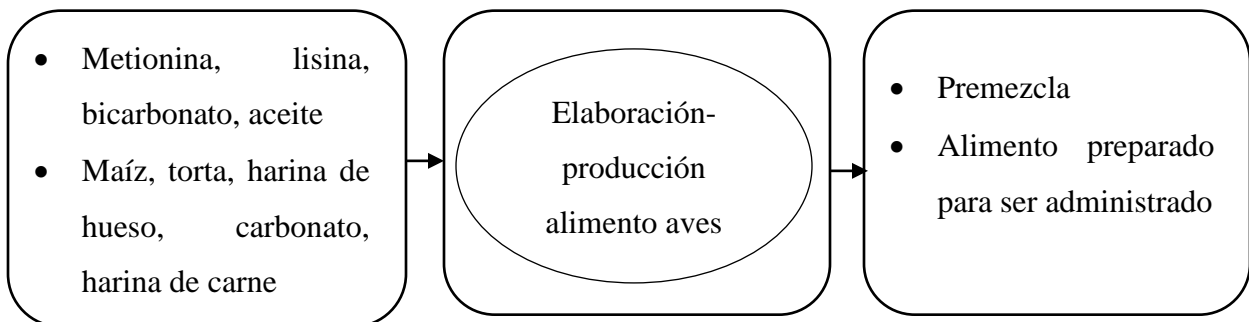 • Metionina, lisina,
bicarbonato, aceite
• Maíz, torta, harina de
hueso, carbonato,
harina de carne
Elaboración-
producción
alimento aves
• Premezcla
• Alimento preparado
para ser administrado